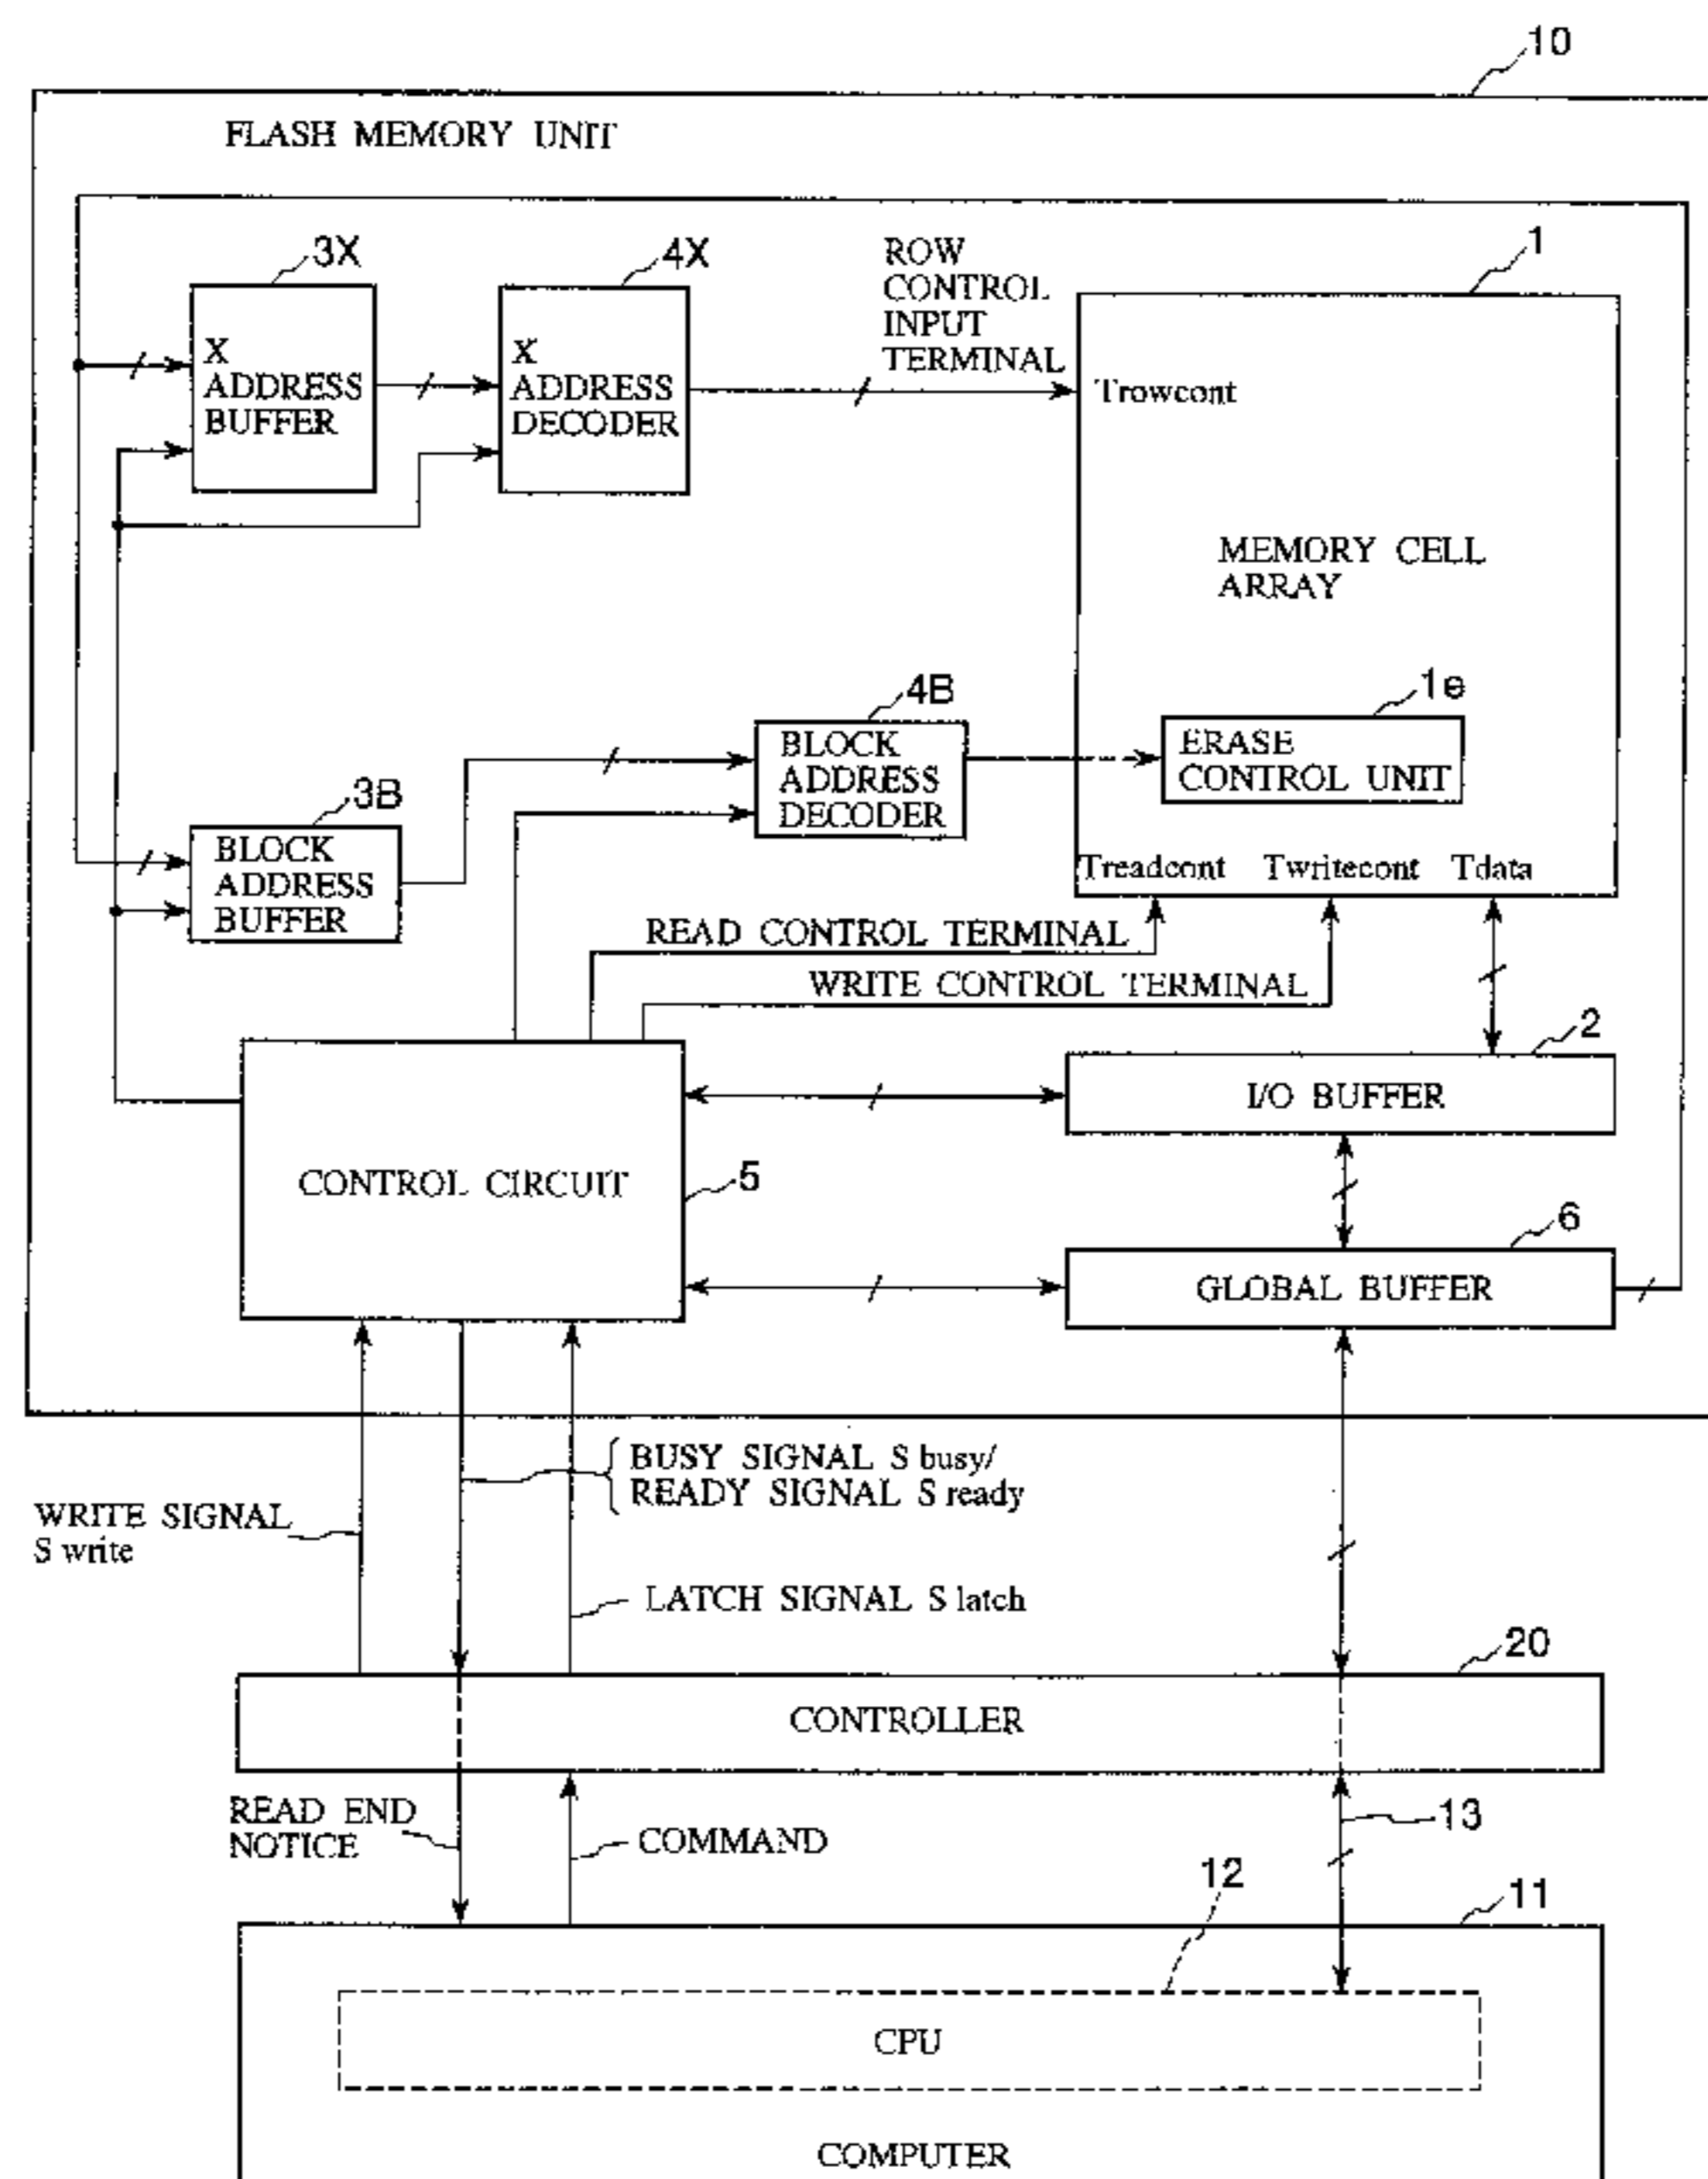 10
FLASH MEMORY UNIT
3X
4X
ROW
CONTROL
INPUT
TERMINAL
1
X
ADDRESS
BUFFER
X
ADDRESS
DECODER
Trowcont
MEMORY CELL
ARRAY
4B
1e
BLOCK
ADDRESS
DECODER
ERASE
CONTROL UNIT
3B
BLOCK
ADDRESS
BUFFER
Treadcont Twritecont Tdata
READ CONTROL TERMINAL
WRITE CONTROL TERMINAL
2
I/O BUFFER
CONTROL CIRCUIT
5
6
GLOBAL BUFFER
BUSY SIGNAL S busy/
READY SIGNAL S ready
WRITE SIGNAL
S write
LATCH SIGNAL S latch
20
CONTROLLER
READ END
NOTICE
COMMAND
13
12
11
CPU
COMPUTER